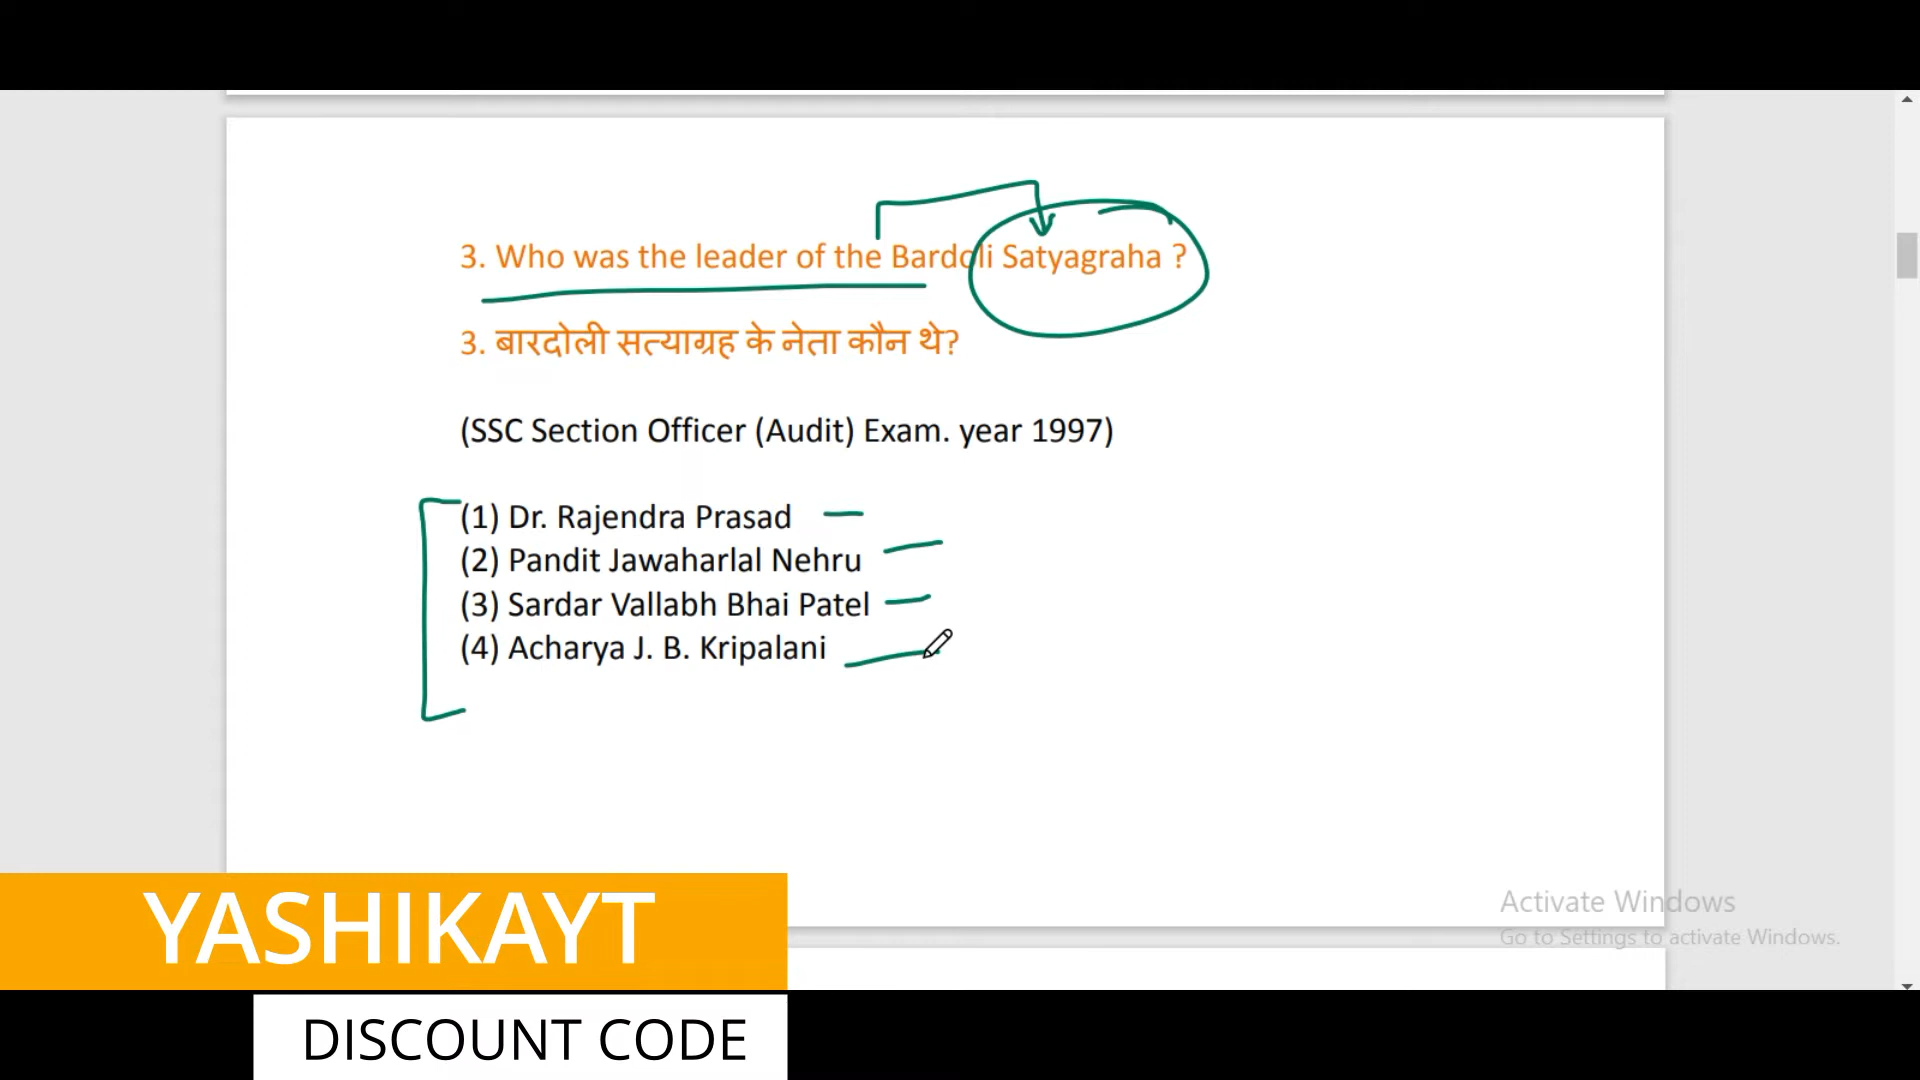 3. Who was the leader of the Bardoli Satyagraha ?
3. बारदोली सत्याग्रह के नेता कौन थे?
(SSC Section Officer (Audit) Exam. year 1997)
(1) Dr. Rajendra Prasad
(2) Pandit Jawaharlal Nehru
(3) Sardar Vallabh Bhai Patel
(4) Acharya J. B. Kripalani
YASHIKAYT
DISCOUNT CODE
Activate Windows
Go to Settings to activate Windows.